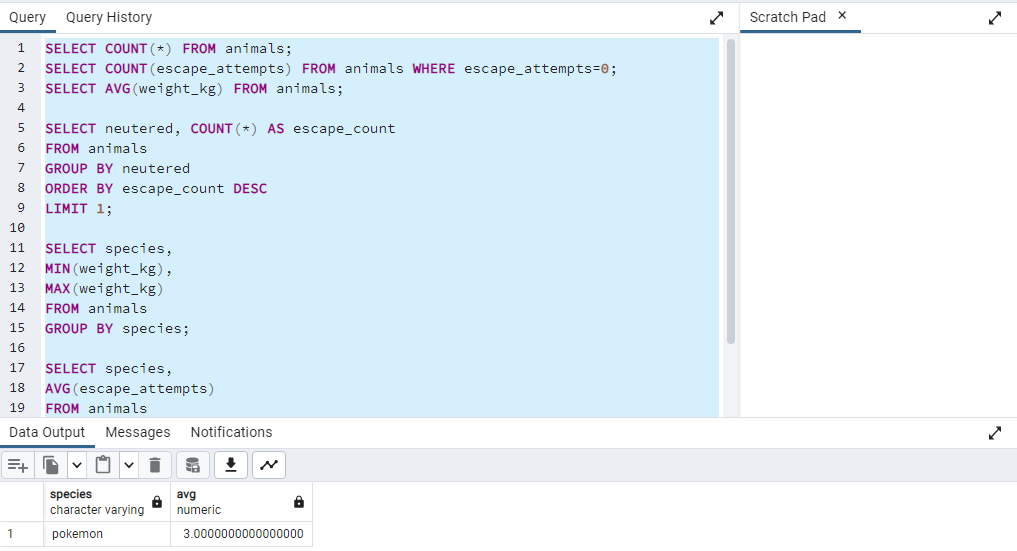 Query Query History
Scratch Pad ×
1 SELECT COUNT(*) FROM animals;
2 SELECT COUNT(escape_attempts) FROM animals WHERE escape_attempts=0;
3 SELECT AVG(weight_kg) FROM animals;
4
5 SELECT neutered, COUNT(*) AS escape_count
6 FROM animals
7 GROUP BY neutered
8 ORDER BY escape_count DESC
9 LIMIT 1;
10
11 SELECT species,
12 MIN(weight_kg),
13 MAX(weight_kg)
14 FROM animals
15 GROUP BY species;
16
17 SELECT species,
18 AVG(escape_attempts)
19 FROM animals
Data Output Messages Notifications
species avg
character varying numeric
1 pokemon 3.0000000000000000